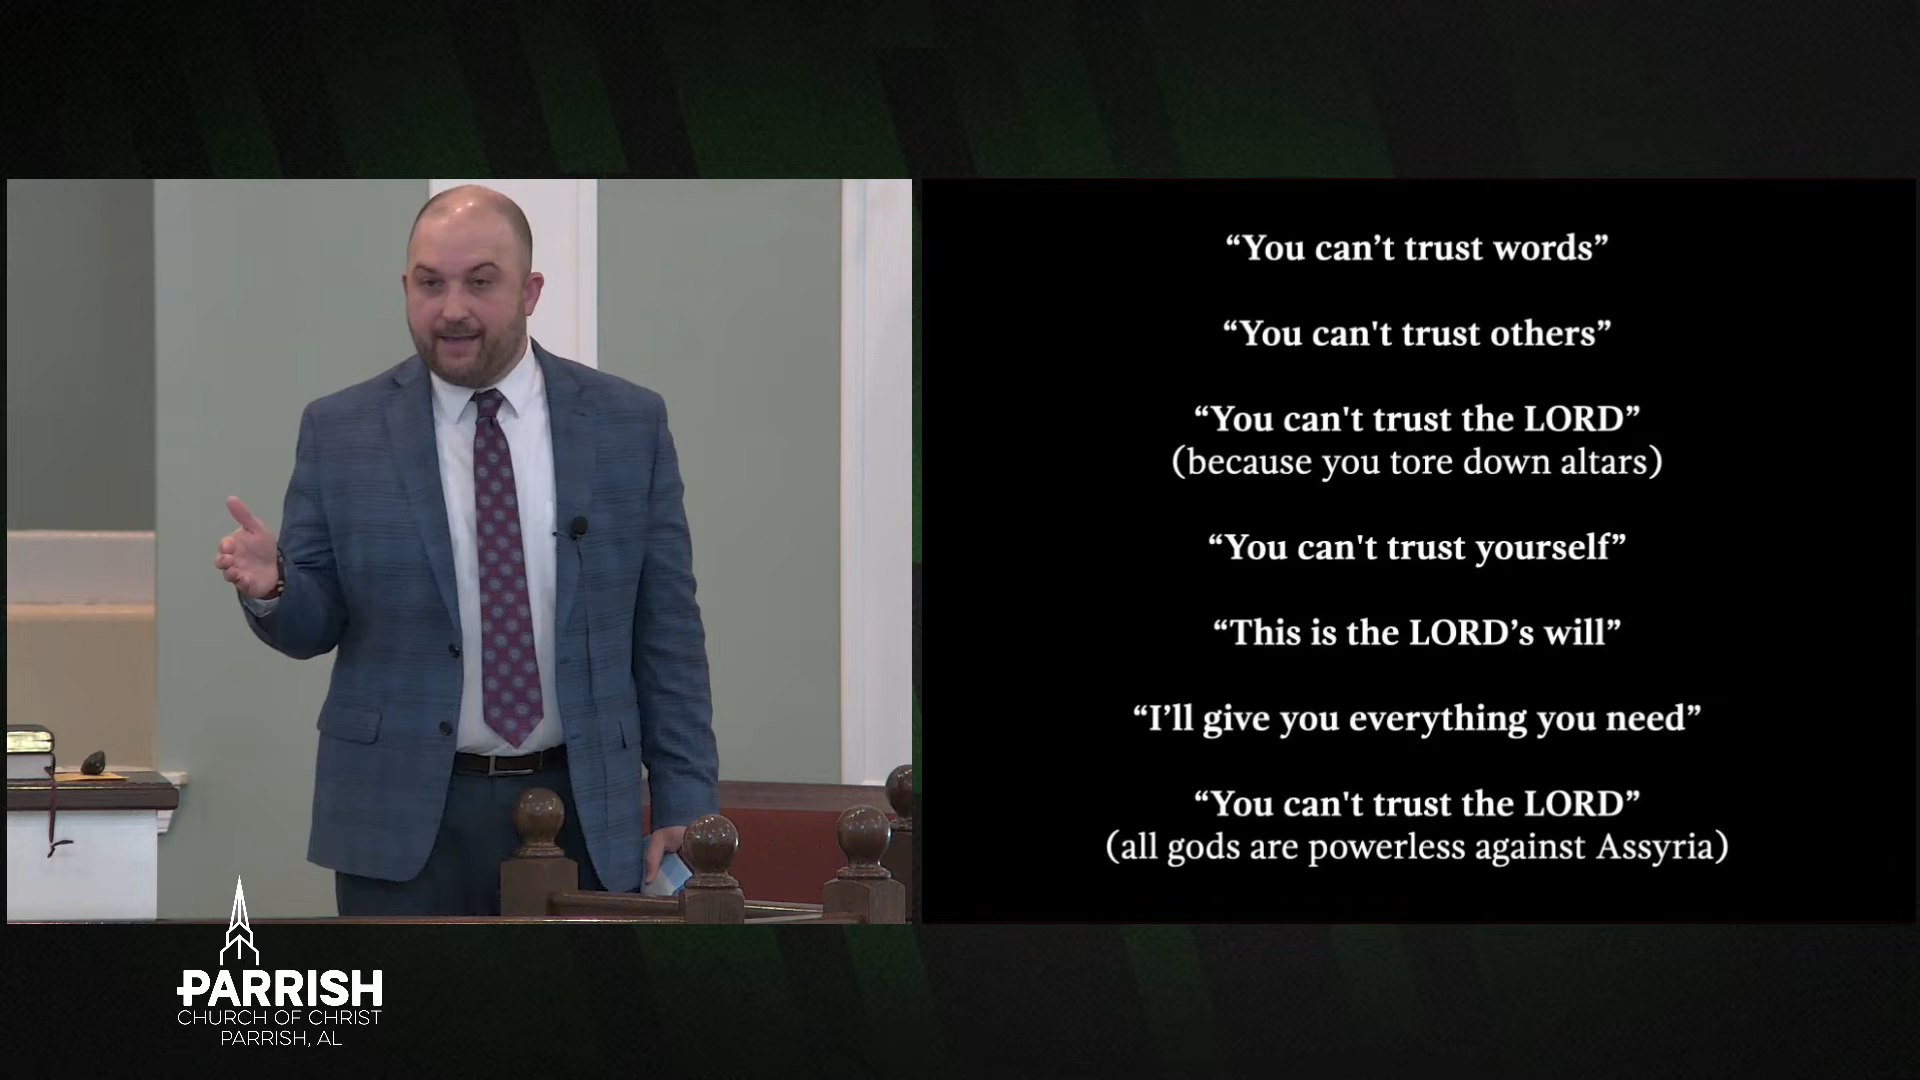 “You can’t trust words”
“You can't trust others”
“You can't trust the LORD”
(because you tore down altars)
“You can't trust yourself”
“This is the LORD’s will”
“I’ll give you everything you need”
“You can't trust the LORD”
(all gods are powerless against Assyria)
PARRISH
CHURCH OF CHRIST
PARRISH, AL